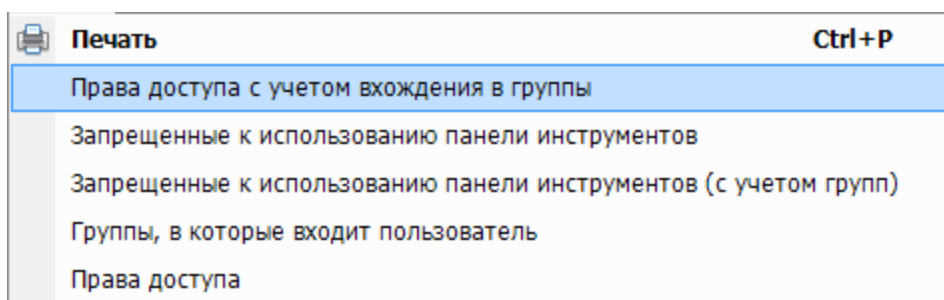 Печать Ctrl+P
Права доступа с учетом вхождения в группы
Запрещенные к использованию панели инструментов
Запрещенные к использованию панели инструментов (с учетом групп)
Группы, в которые входит пользователь
Права доступа